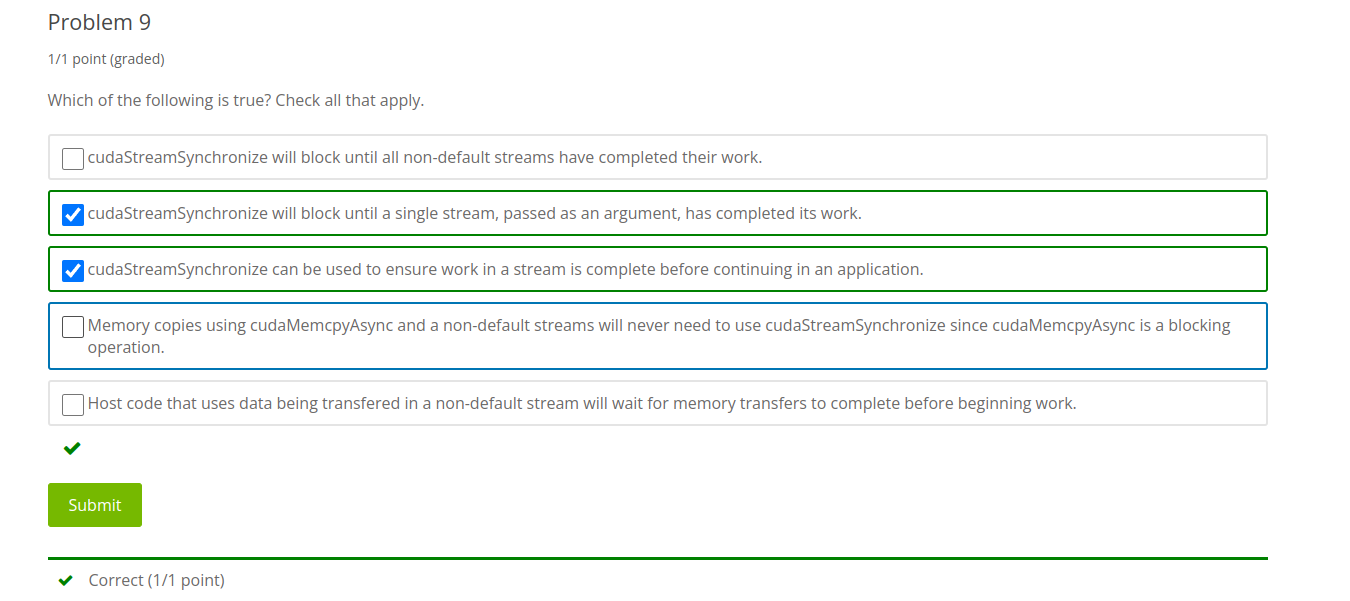 Problem 9
1/1 point (graded)
Which of the following is true? Check all that apply.
cudaStreamSynchronize will block until all non-default streams have completed their work.
cudaStreamSynchronize will block until a single stream, passed as an argument, has completed its work.
cudaStreamSynchronize can be used to ensure work in a stream is complete before continuing in an application.
Memory copies using cudaMemcpyAsync and a non-default streams will never need to use cudaStreamSynchronize since cudaMemcpyAsync is a blocking
operation.
Host code that uses data being transfered in a non-default stream will wait for memory transfers to complete before beginning work.
Submit
Correct (1/1 point)